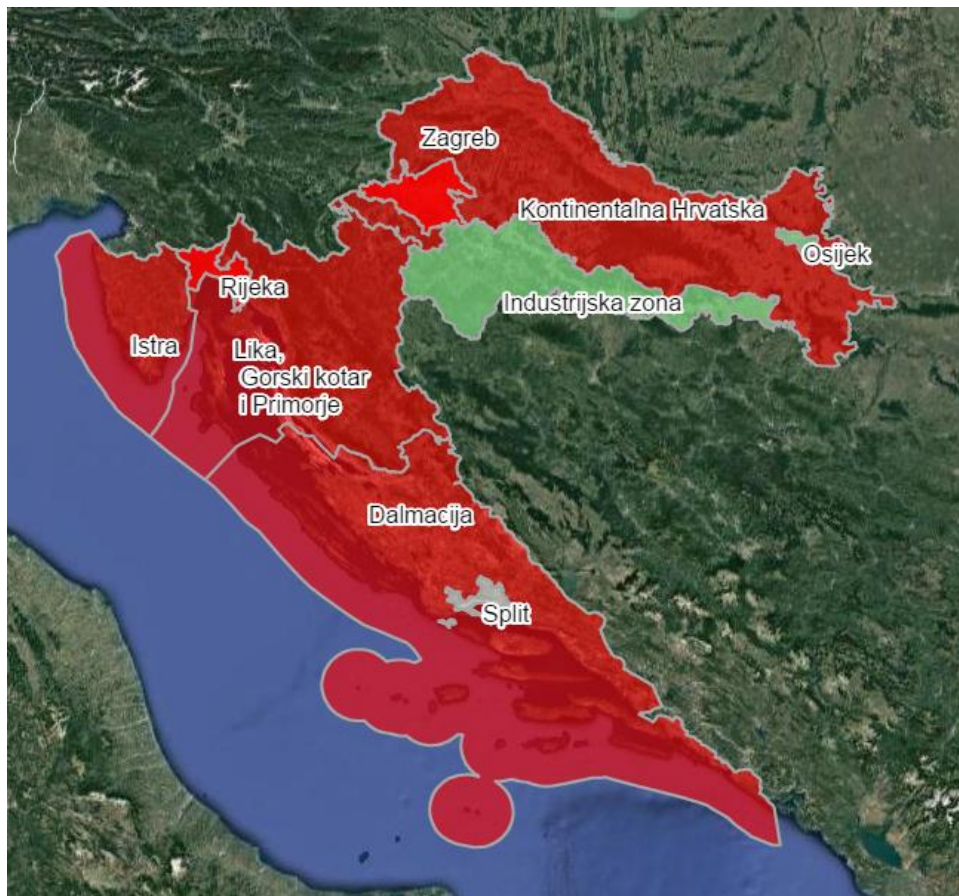 Zagreb
Kontinentalna Hrvatska
Osijek
Rijeka
Industrijska zona
Istra
Lika,
Gorski kotar
i Primorje
Dalmacija
Split